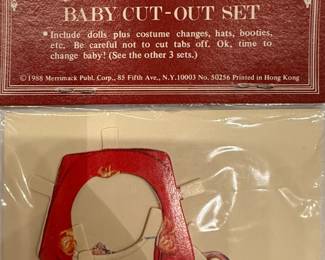 BABY CUT-OUT SET
• Include dolls plus costume changes, hats, booties,
etc. Be careful not to cut tabs off. Ok, time to
change baby! (See the other 3 sets.)
© 1988 Merrimack Publ. Corp., 85 Fifth Ave., N.Y.10003 No. 50256 Printed in Hong Kong